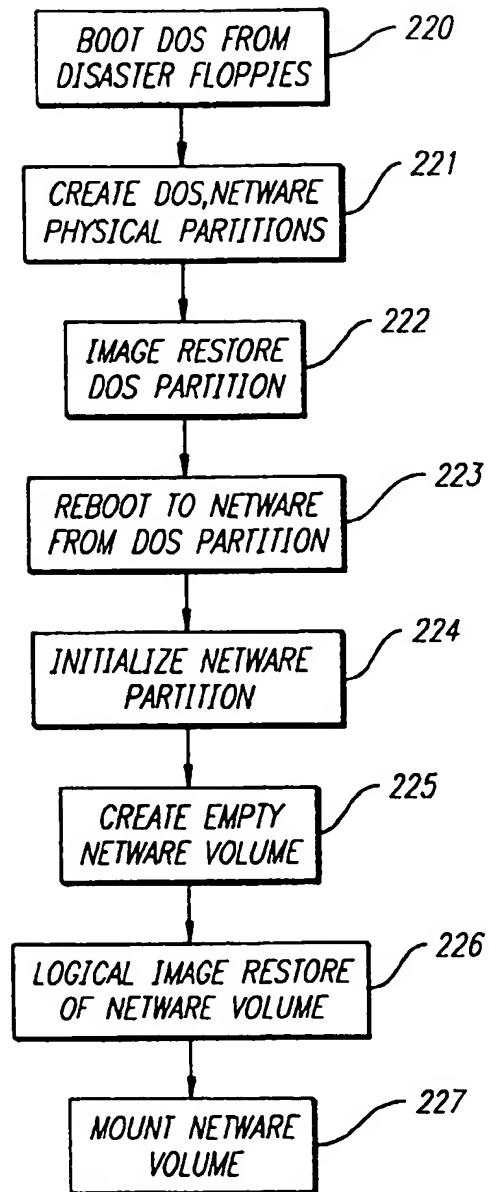 BOOT DOS FROM
DISASTER FLOPPIES
220
CREATE DOS,NETWARE
PHYSICAL PARTITIONS
221
IMAGE RESTORE
DOS PARTITION
222
REBOOT TO NETWARE
FROM DOS PARTITION
223
INITIALIZE NETWARE
PARTITION
224
CREATE EMPTY
NETWARE VOLUME
225
LOGICAL IMAGE RESTORE
OF NETWARE VOLUME
226
MOUNT NETWARE
VOLUME
227